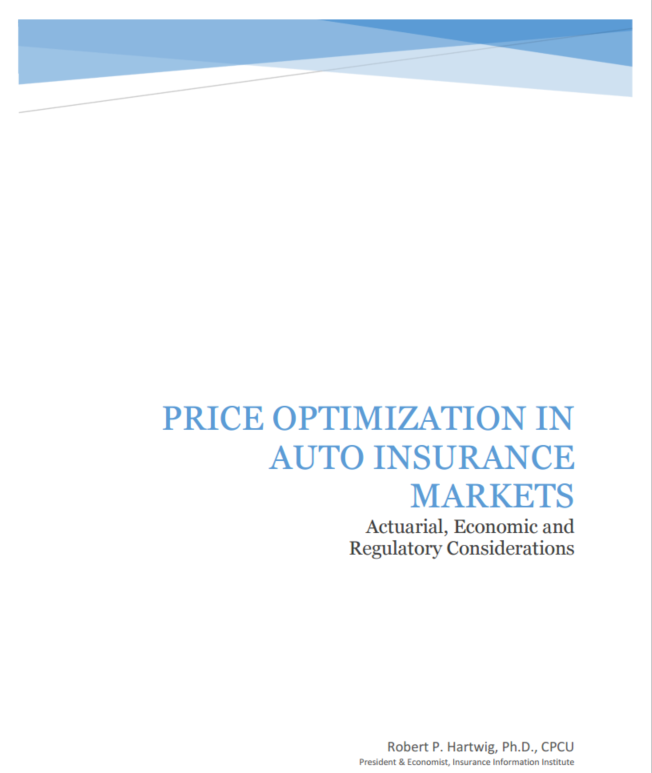 PRICE OPTIMIZATION IN
AUTO INSURANCE
MARKETS
Actuarial, Economic and
Regulatory Considerations
Robert P. Hartwig, Ph.D., CPCU
President & Economist, Insurance Information Institute